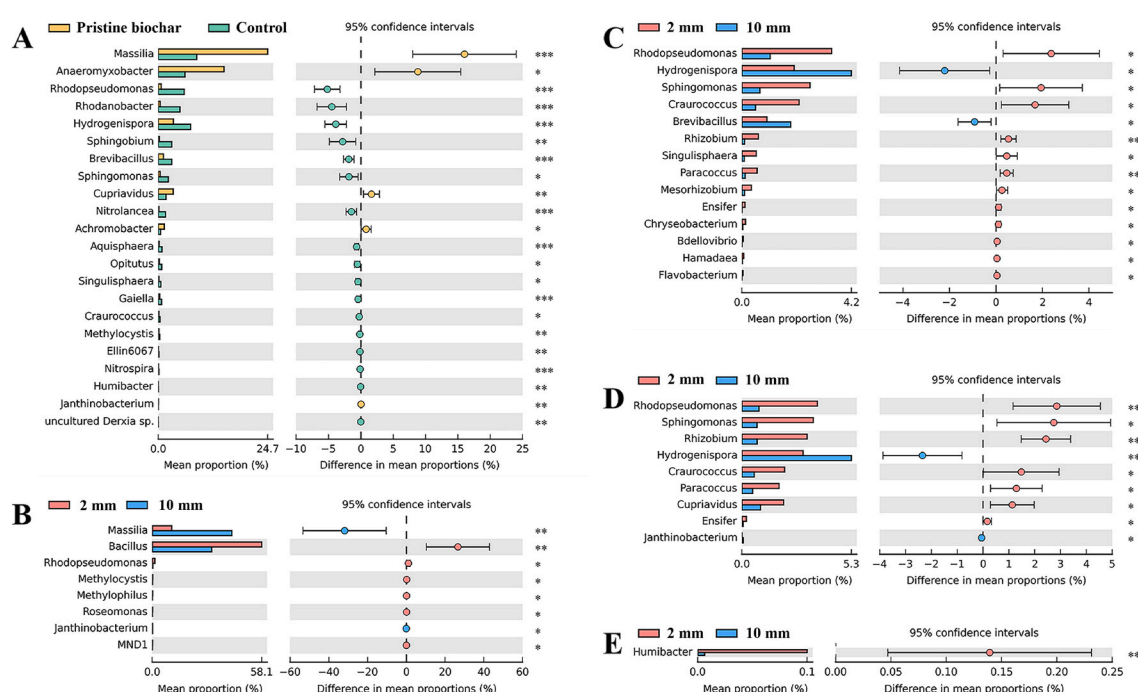 A
Pristine biochar Control
95% confidence intervals
Massilia ***
Anaeromyxobacter *
Rhodopseudomonas ***
Rhodanobacter ***
Hydrogenispora ***
Sphingobium **
Brevibacillus ***
Sphingomonas *
Cupriavidus **
Nitrolancea ***
Achromobacter *
Aquisphaera ***
Opitutus *
Singulisphaera *
Gaiella ***
Craurococcus *
Methylocystis **
Ellin6067 **
Nitrospira ***
Humibacter **
Janthinobacterium **
uncultured Derxia sp. **
0.0 24.7 −10 −5 0 5 10 15 20 25
Mean proportion (%) Difference in mean proportions (%)
B
2 mm 10 mm
95% confidence intervals
Massilia **
Bacillus **
Rhodopseudomonas *
Methylocystis *
Methylophilus *
Roseomonas *
Janthinobacterium *
MND1 *
0.0 58.1 −60 −40 −20 0 20 40 60
Mean proportion (%) Difference in mean proportions (%)
C
2 mm 10 mm
95% confidence intervals
Rhodopseudomonas *
Hydrogenispora *
Sphingomonas *
Craurococcus *
Brevibacillus *
Rhizobium **
Singulisphaera *
Paracoccus **
Mesorhizobium *
Ensifer *
Chryseobacterium *
Bdellovibrio *
Hamadaea *
Flavobacterium *
0.0 4.2 −4 −2 0 2 4
Mean proportion (%) Difference in mean proportions (%)
D
2 mm 10 mm
95% confidence intervals
Rhodopseudomonas **
Sphingomonas *
Rhizobium **
Hydrogenispora **
Craurococcus *
Paracoccus *
Cupriavidus *
Ensifer *
Janthinobacterium *
0.0 5.3 −4 −3 −2 −1 0 1 2 3 4 5
Mean proportion (%) Difference in mean proportions (%)
E
2 mm 10 mm
95% confidence intervals
Humibacter **
0.0 0.1 0.00 0.05 0.10 0.15 0.20 0.25
Mean proportion (%) Difference in mean proportions (%)